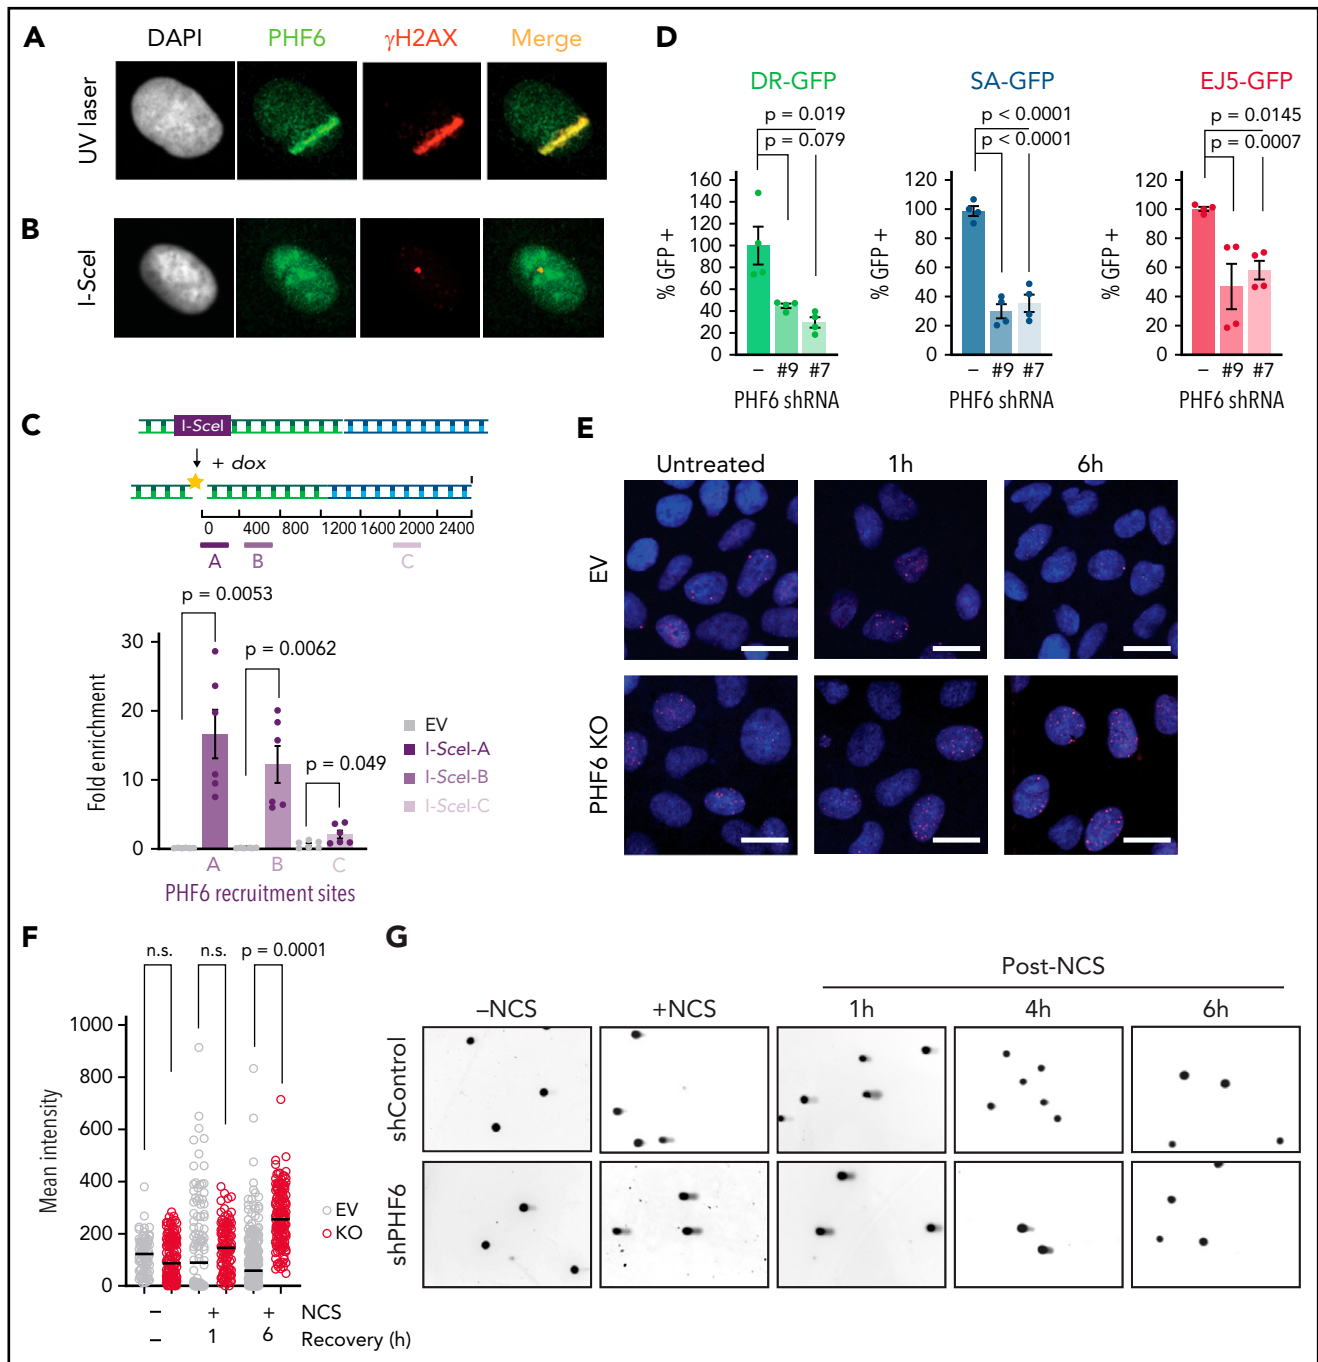 A
DAPI PHF6 γH2AX Merge
UV laser
B
I-SceI
C
I-SceI
+ dox
0 400 800 1200 1600 2000 2400
A B C
p = 0.0053
p = 0.0062
p = 0.049
30
20
10
0
Fold enrichment
A B C
PHF6 recruitment sites
EV
I-SceI-A
I-SceI-B
I-SceI-C
D
DR-GFP
p = 0.019
p = 0.079
160
140
120
100
80
60
40
20
0
% GFP +
– #9 #7
PHF6 shRNA
SA-GFP
p < 0.0001
p < 0.0001
120
100
80
60
40
20
0
% GFP +
– #9 #7
PHF6 shRNA
EJ5-GFP
p = 0.0145
p = 0.0007
120
100
80
60
40
20
0
% GFP +
– #9 #7
PHF6 shRNA
E
Untreated 1h 6h
EV
PHF6 KO
F
n.s. n.s. p = 0.0001
1000
800
600
400
200
0
Mean intensity
EV
KO
– + + NCS
– 1 6 Recovery (h)
G
Post-NCS
–NCS +NCS 1h 4h 6h
shControl
shPHF6